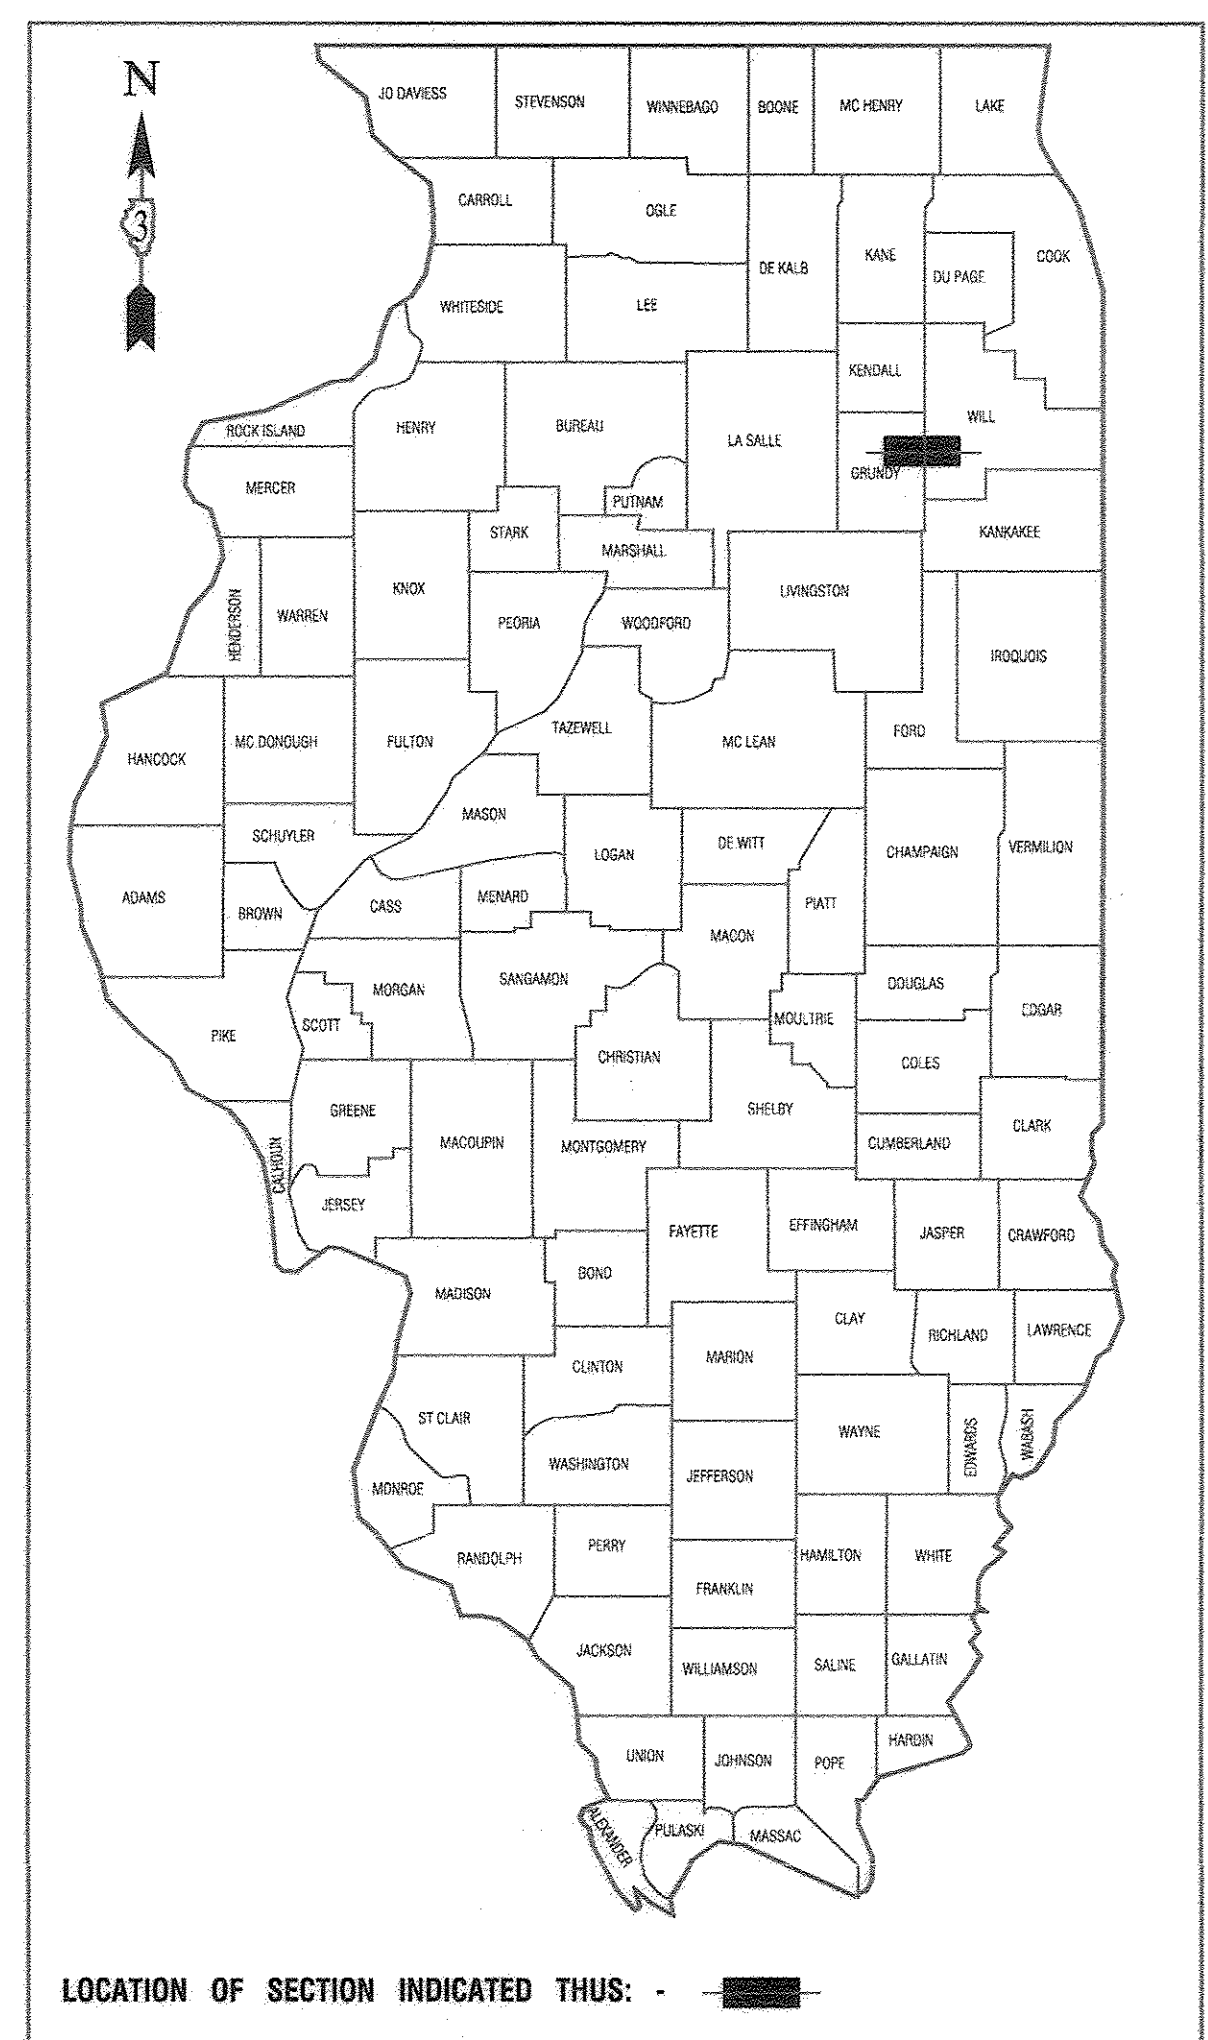 N
3
JO DAVIESS
STEVENSON
WINNEBAGO
BOONE
MC HENRY
LAKE
CARROLL
OGLE
DE KALB
KANE
DU PAGE
COOK
WHITESIDE
LEE
KENDALL
WILL
ROCK ISLAND
HENRY
BUREAU
LA SALLE
GRUNDY
MERCER
PUTNAM
STARK
MARSHALL
KANKAKEE
HENDERSON
WARREN
KNOX
PEORIA
WOODFORD
LIVINGSTON
IROQUOIS
HANCOCK
MC DONOUGH
FULTON
TAZEWELL
MC LEAN
FORD
SCHUYLER
MASON
LOGAN
DE WITT
CHAMPAIGN
VERMILION
ADAMS
BROWN
CASS
MENARD
PIATT
MACON
MORGAN
SANGAMON
DOUGLAS
EDGAR
PIKE
SCOTT
CHRISTIAN
MOULTRIE
COLES
GREENE
SHELBY
CALHOUN
MACOUPIN
MONTGOMERY
CUMBERLAND
CLARK
JERSEY
FAYETTE
EFFINGHAM
JASPER
CRAWFORD
MADISON
BOND
CLAY
RICHLAND
LAWRENCE
CLINTON
MARION
ST CLAIR
WAYNE
EDWARDS
WABASH
WASHINGTON
JEFFERSON
MONROE
RANDOLPH
PERRY
HAMILTON
WHITE
FRANKLIN
JACKSON
WILLIAMSON
SALINE
GALLATIN
UNION
JOHNSON
POPE
HARDIN
ALEXANDER
PULASKI
MASSAC
LOCATION OF SECTION INDICATED THUS: -